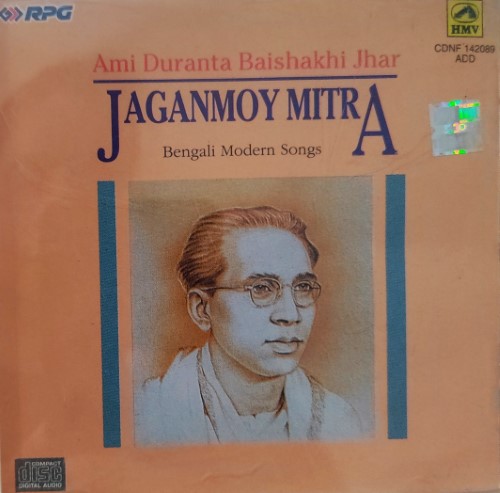 RPG
HMV
CDNF 142089
ADD
Ami Duranta Baishakhi Jhar
JAGANMOY MITRA
Bengali Modern Songs
COMPACT
disc
DIGITAL AUDIO